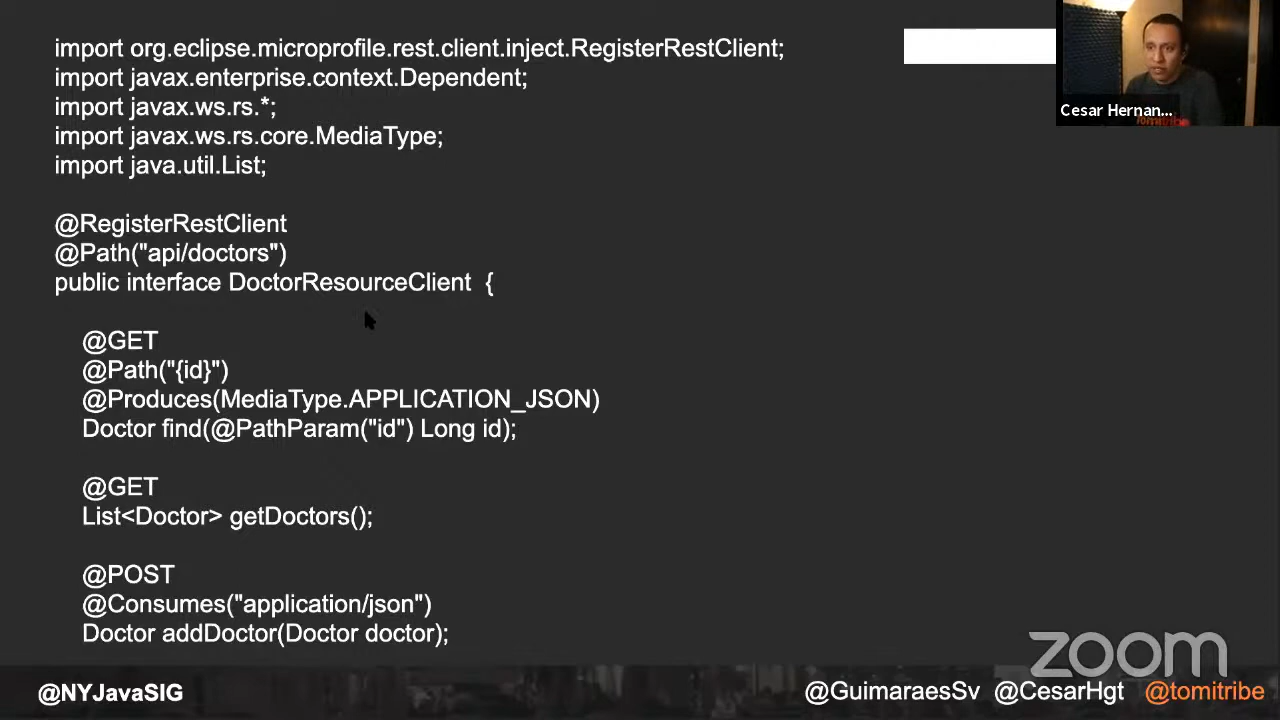 import org.eclipse.microprofile.rest.client.inject.RegisterRestClient;
import javax.enterprise.context.Dependent;
import javax.ws.rs.*;
import javax.ws.rs.core.MediaType;
import java.util.List;
@RegisterRestClient
@Path("api/doctors")
public interface DoctorResourceClient {
@GET
@Path("{id}")
@Produces(MediaType.APPLICATION_JSON)
Doctor find(@PathParam("id") Long id);
@GET
List<Doctor> getDoctors();
@POST
@Consumes("application/json")
Doctor addDoctor(Doctor doctor);
Cesar Hernan...
zoom
@NYJavaSIG
@GuimaraesSv @CesarHgt @tomitribe